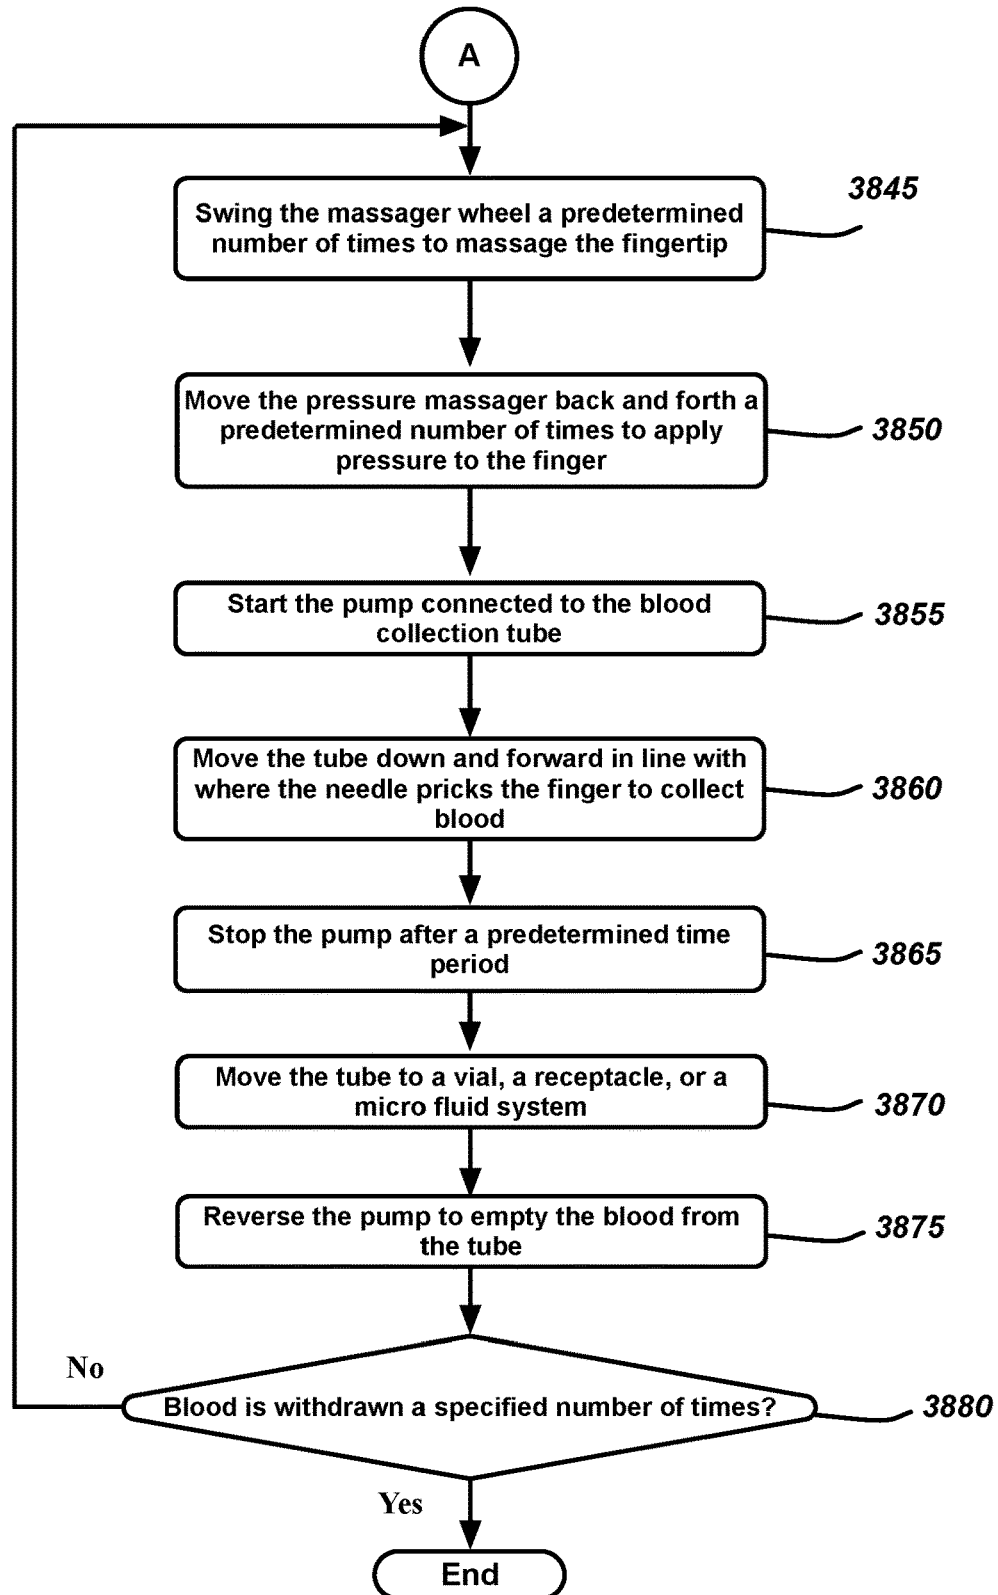 A
Swing the massager wheel a predetermined
number of times to massage the fingertip
3845
Move the pressure massager back and forth a
predetermined number of times to apply
pressure to the finger
3850
Start the pump connected to the blood
collection tube
3855
Move the tube down and forward in line with
where the needle pricks the finger to collect
blood
3860
Stop the pump after a predetermined time
period
3865
Move the tube to a vial, a receptacle, or a
micro fluid system
3870
Reverse the pump to empty the blood from
the tube
3875
No
Blood is withdrawn a specified number of times?
3880
Yes
End